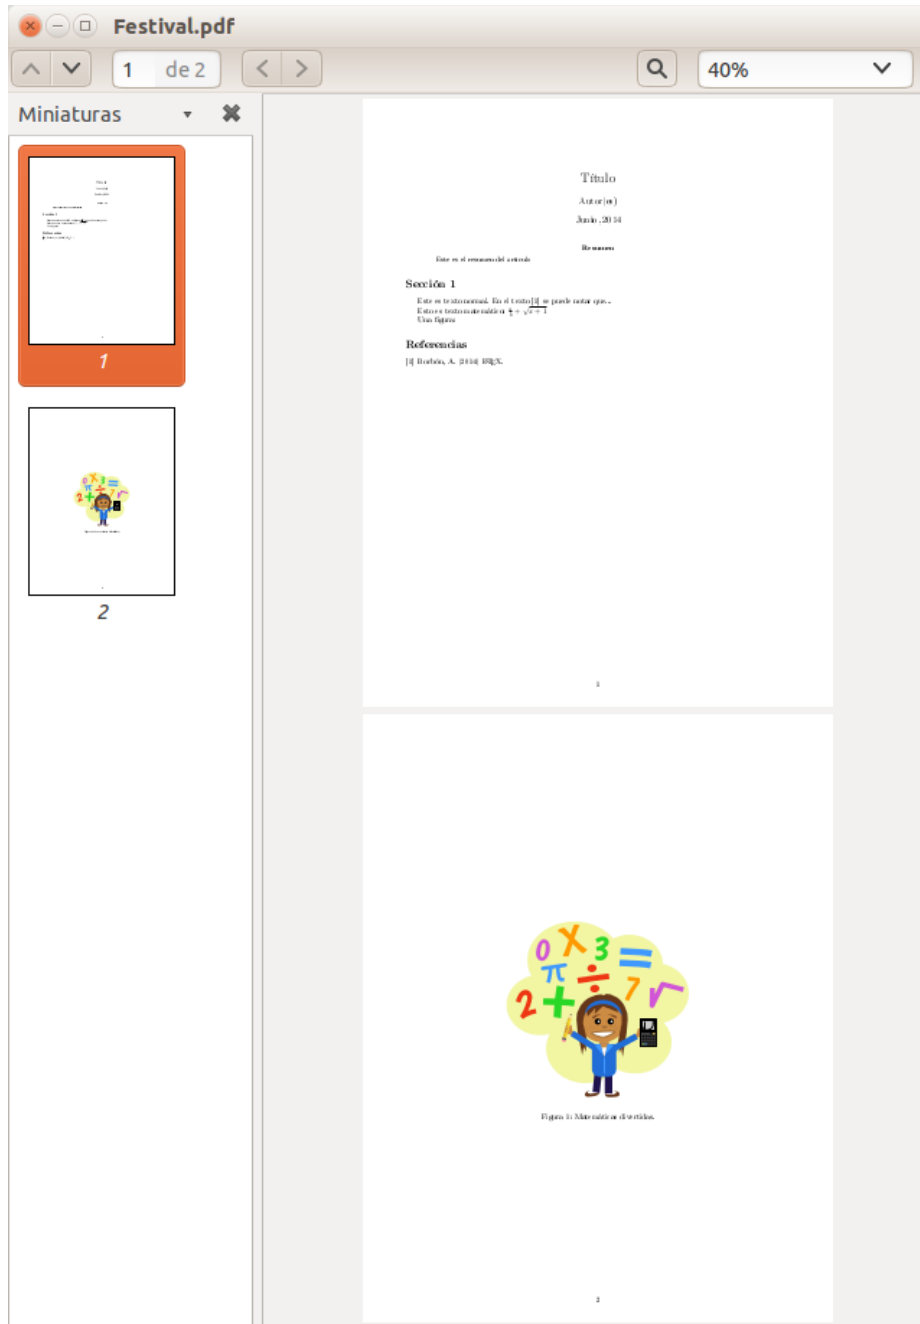 Festival.pdf
1 de 2
40%
Miniaturas
1
2
Título
Autor(es)
Junio, 2014
Resumen
Este es el resumen del artículo
Sección 1
Este es texto normal. En el texto [1] se puede notar que...
Esto es texto matemático: + √x + 1
Una figura:
Referencias
[1] Borbón, A. (2014) LATEX.
1
0 X 3 =
π ÷ 7 √
2 +
Figura 1: Matemáticas divertidas.
2